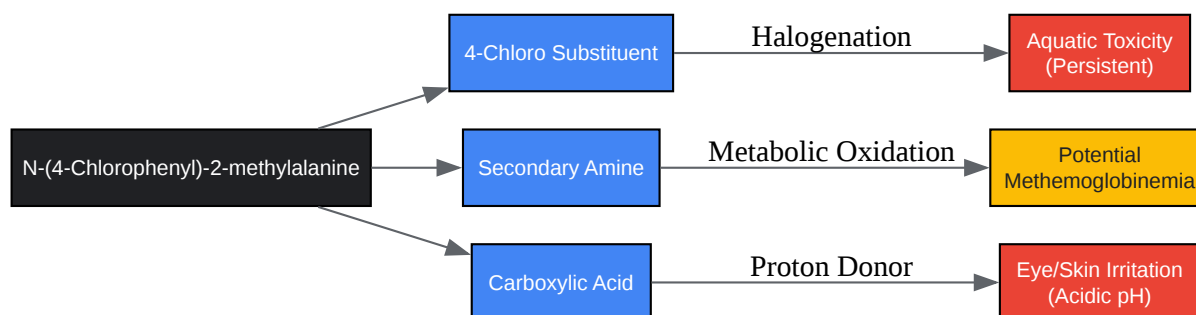 4-Chloro Substituent
Halogenation
Aquatic Toxicity
(Persistent)
N-(4-Chlorophenyl)-2-methylalanine
Secondary Amine
Metabolic Oxidation
Potential
Methemoglobinemia
Carboxylic Acid
Proton Donor
Eye/Skin Irritation
(Acidic pH)